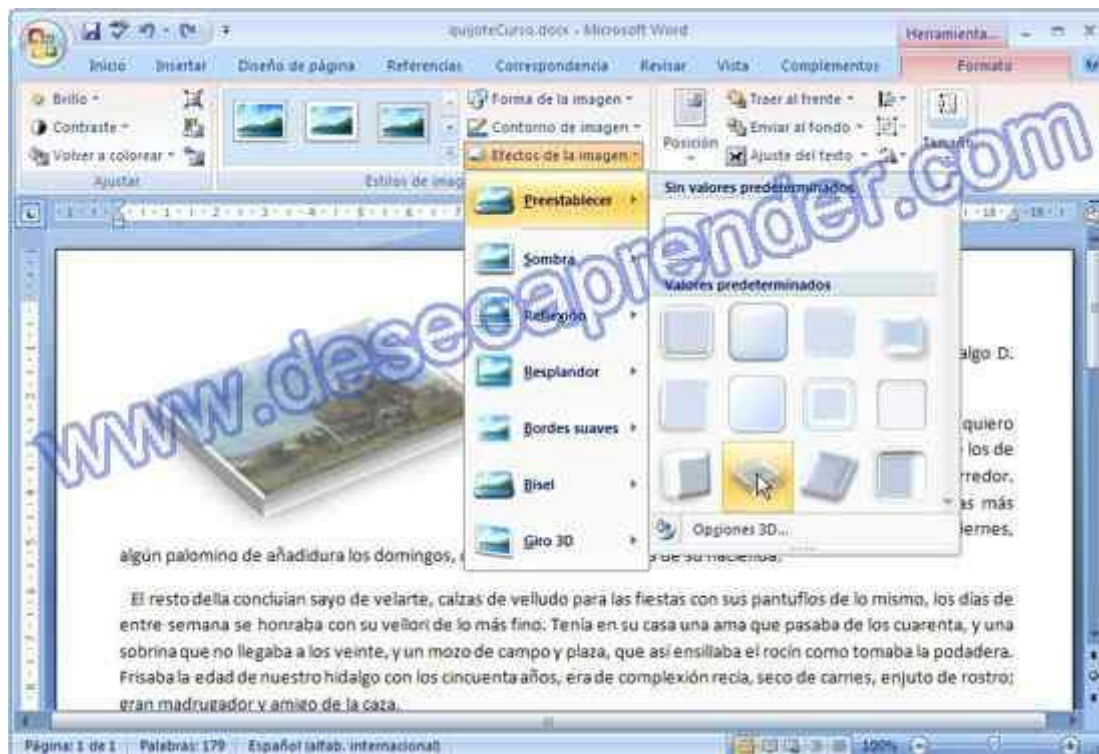 quijoteCurso.docx - Microsoft Word
Herramienta...
Inicio Insertar Diseño de página Referencias Correspondencia Revisar Vista Complementos Formato
Brillo
Contraste
Volver a colorear
Ajustar
Estilos de imag
Forma de la imagen
Contorno de imagen
Efectos de la imagen
Posición
Traer al frente
Enviar al fondo
Ajuste del texto
Tamaño
Preestablecer
Sombra
Reflexión
Resplandor
Bordes suaves
Bisel
Giro 3D
Sin valores predeterminados
Valores predeterminados
Opciones 3D...
www.deseoaprender.com
algo D.
quiero
los de
rredor.
as más
iernes,
algún palomino de añadidura los domingos, de su hacienda.
El resto della concluían sayo de velarte, calzas de velludo para las fiestas con sus pantuflos de lo mismo, los días de
entre semana se honraba con su vellori de lo más fino. Tenía en su casa una ama que pasaba de los cuarenta, y una
sobrina que no llegaba a los veinte, y un mozo de campo y plaza, que así ensillaba el rocín como tomaba la podadera.
Frisaba la edad de nuestro hidalgo con los cincuenta años, era de complexión recia, seco de carnes, enjuto de rostro;
gran madrugador y amigo de la caza.
Página: 1 de 1 Palabras: 179 Español (alfab. internacional) 100%